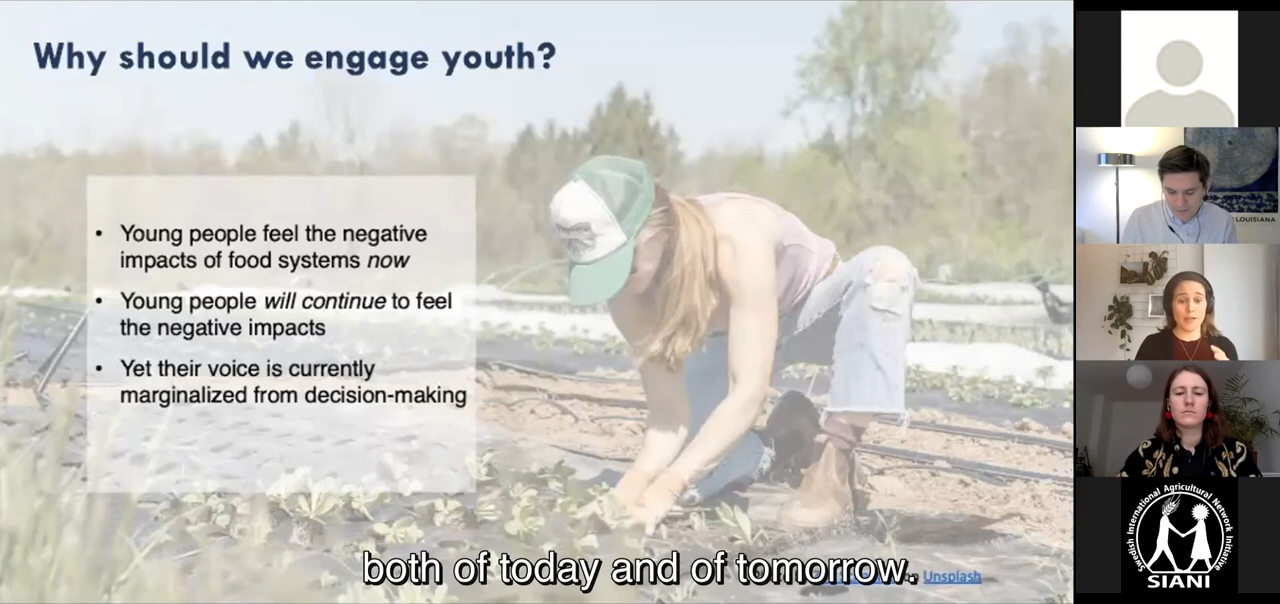 Why should we engage youth?
• Young people feel the negative
impacts of food systems now
• Young people will continue to feel
the negative impacts
• Yet their voice is currently
marginalized from decision-making
both of today and of tomorrow.
Unsplash
LOUISIANA
Swedish International Agricultural Network Initiative
SIANI